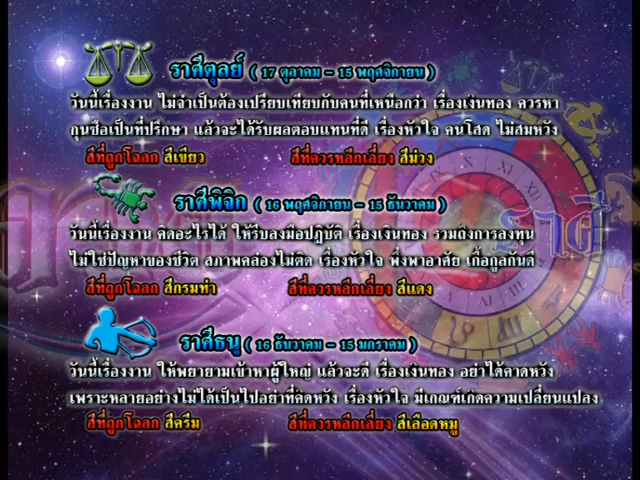 ราศีตุลย์ ( 17 ตุลาคม - 15 พฤศจิกายน )
วันนี้เรื่องงาน ไม่จำเป็นต้องเปรียบเทียบกับคนที่เหนือกว่า เรื่องเงินทอง ควรหา
กุนซือเป็นที่ปรึกษา แล้วจะได้รับผลตอบแทนที่ดี เรื่องหัวใจ คนโสด ไม่สมหวัง
สีที่ถูกโฉลก สีเขียว สีที่ควรหลีกเลี่ยง สีม่วง
ราศีพิจิก ( 16 พฤศจิกายน - 15 ธันวาคม )
วันนี้เรื่องงาน คิดอะไรได้ ให้รีบลงมือปฏิบัติ เรื่องเงินทอง รวมถึงการลงทุน
ไม่ใช่ปัญหาของชีวิต สภาพคล่องไม่ติด เรื่องหัวใจ พึ่งพาอาศัย เกื้อกูลกันดี
สีที่ถูกโฉลก สีกรมท่า สีที่ควรหลีกเลี่ยง สีแดง
ราศีธนู ( 16 ธันวาคม - 15 มกราคม )
วันนี้เรื่องงาน ให้พยายามเข้าหาผู้ใหญ่ แล้วจะดี เรื่องเงินทอง อย่าได้คาดหวัง
เพราะหลายอย่างไม่ได้เป็นไปอย่าที่คิดหวัง เรื่องหัวใจ มีเกณฑ์เกิดความเปลี่ยนแปลง
สีที่ถูกโฉลก สีครีม สีที่ควรหลีกเลี่ยง สีเลือดหมู